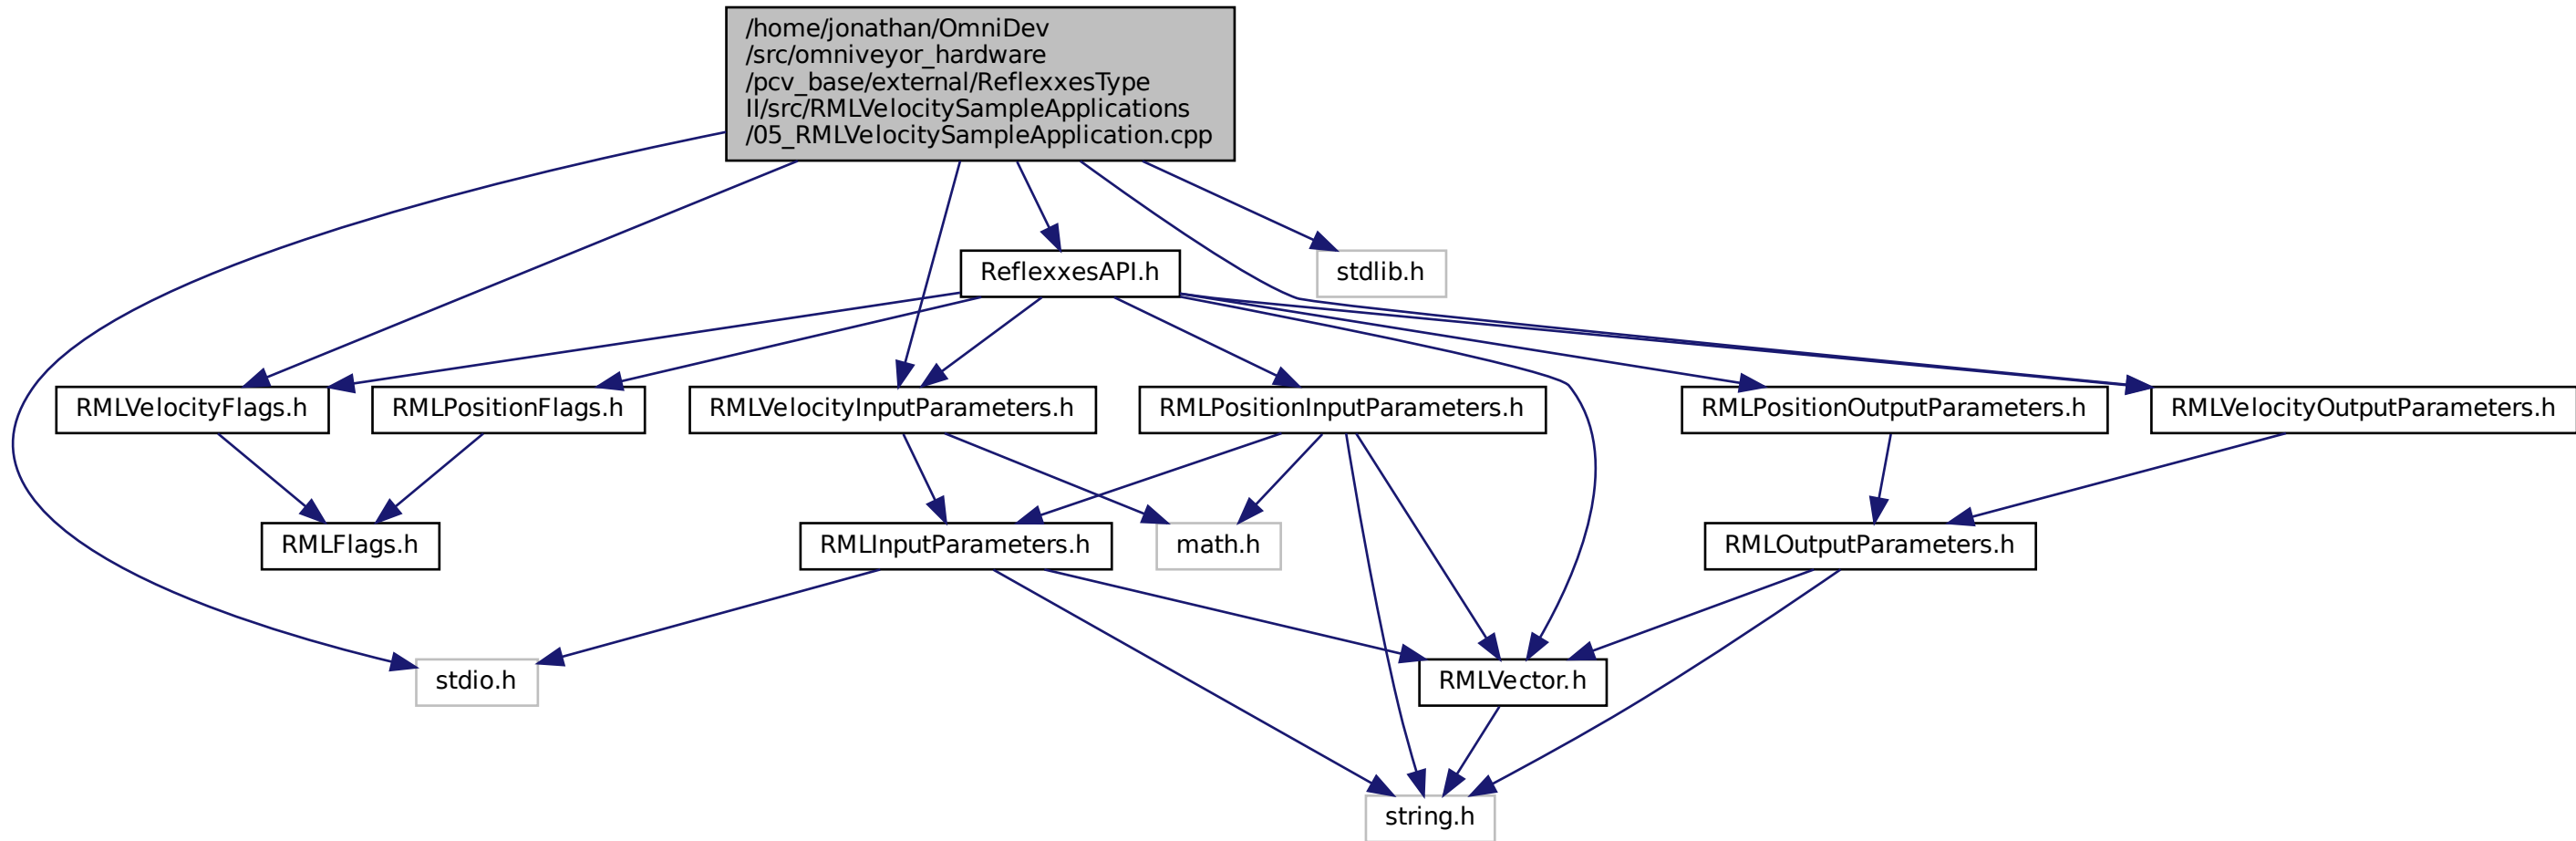 /home/jonathan/OmniDev
/src/omniveyor_hardware
/pcv_base/external/ReflexxesType
II/src/RMLVelocitySampleApplications
/05_RMLVelocitySampleApplication.cpp
ReflexxesAPI.h
stdlib.h
RMLVelocityFlags.h
RMLPositionFlags.h
RMLVelocityInputParameters.h
RMLPositionInputParameters.h
RMLPositionOutputParameters.h
RMLVelocityOutputParameters.h
RMLFlags.h
RMLInputParameters.h
math.h
RMLOutputParameters.h
stdio.h
RMLVector.h
string.h